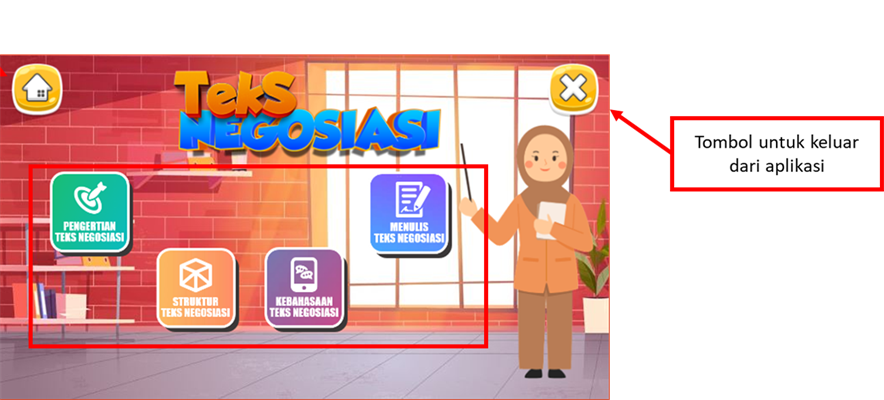 Teks
NEGOSIASI
Tombol untuk keluar
dari aplikasi
PENGERTIAN
TEKS NEGOSIASI
MENULIS
TEKS NEGOSIASI
STRUKTUR
TEKS NEGOSIASI
KEBAHASAAN
TEKS NEGOSIASI